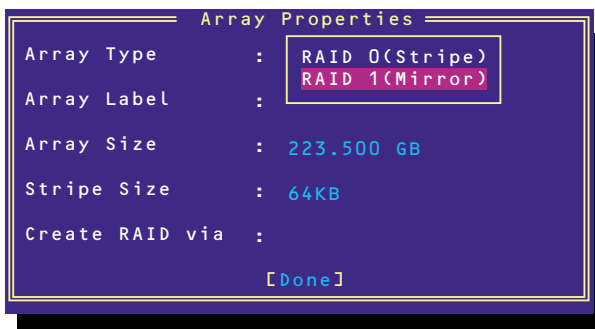 Array Properties
Array Type : RAID 0(Stripe)
RAID 1(Mirror)
Array Label :
Array Size : 223.500 GB
Stripe Size : 64KB
Create RAID via :
[Done]